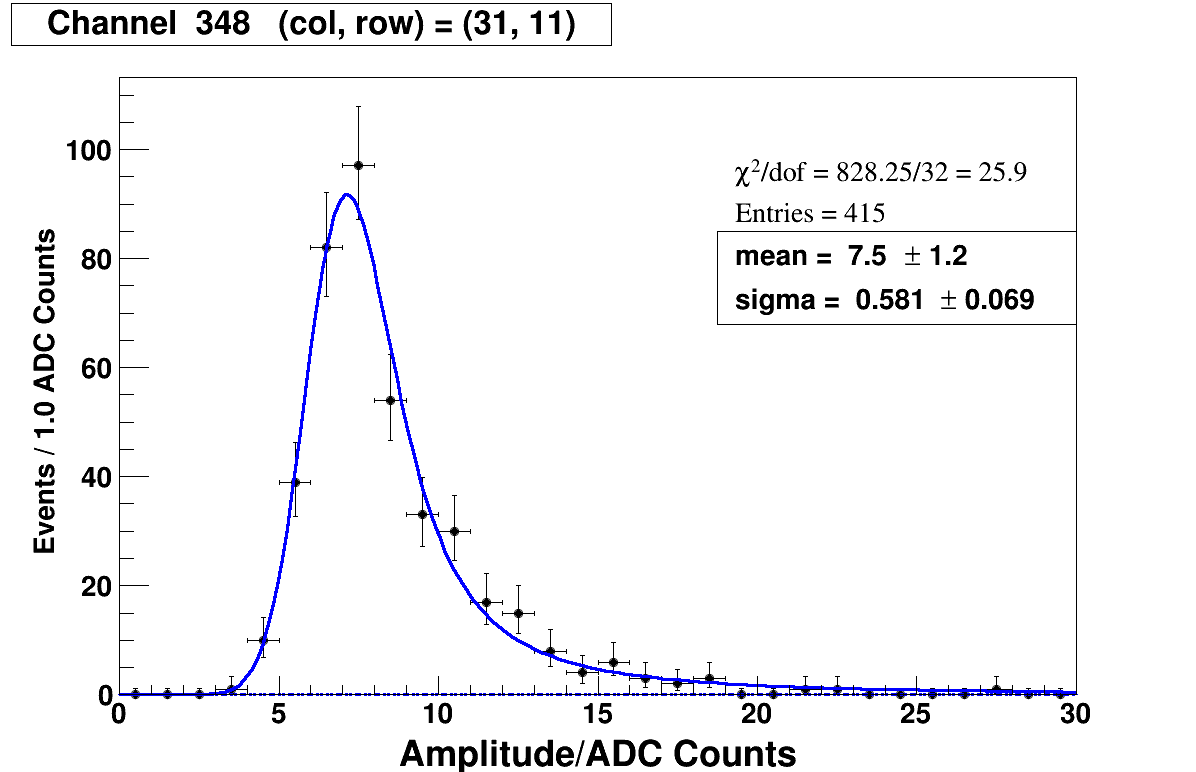 Channel 348 (col, row) = (31, 11)
χ²/dof = 828.25/32 = 25.9
Entries = 415
mean = 7.5 ± 1.2
sigma = 0.581 ± 0.069
Events / 1.0 ADC Counts
100
80
60
40
20
0
0 5 10 15 20 25 30
Amplitude/ADC Counts